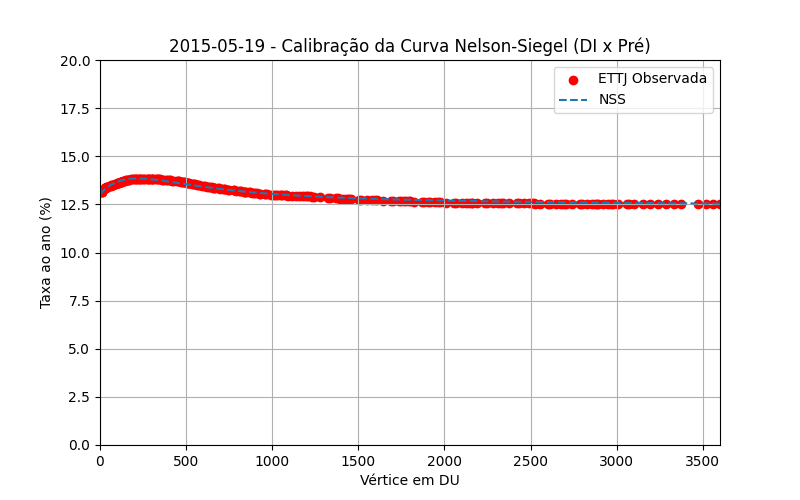 2015-05-19 - Calibração da Curva Nelson-Siegel (DI x Pré)
ETTJ Observada
NSS
Taxa ao ano (%)
20.0
17.5
15.0
12.5
10.0
7.5
5.0
2.5
0.0
0 500 1000 1500 2000 2500 3000 3500
Vértice em DU